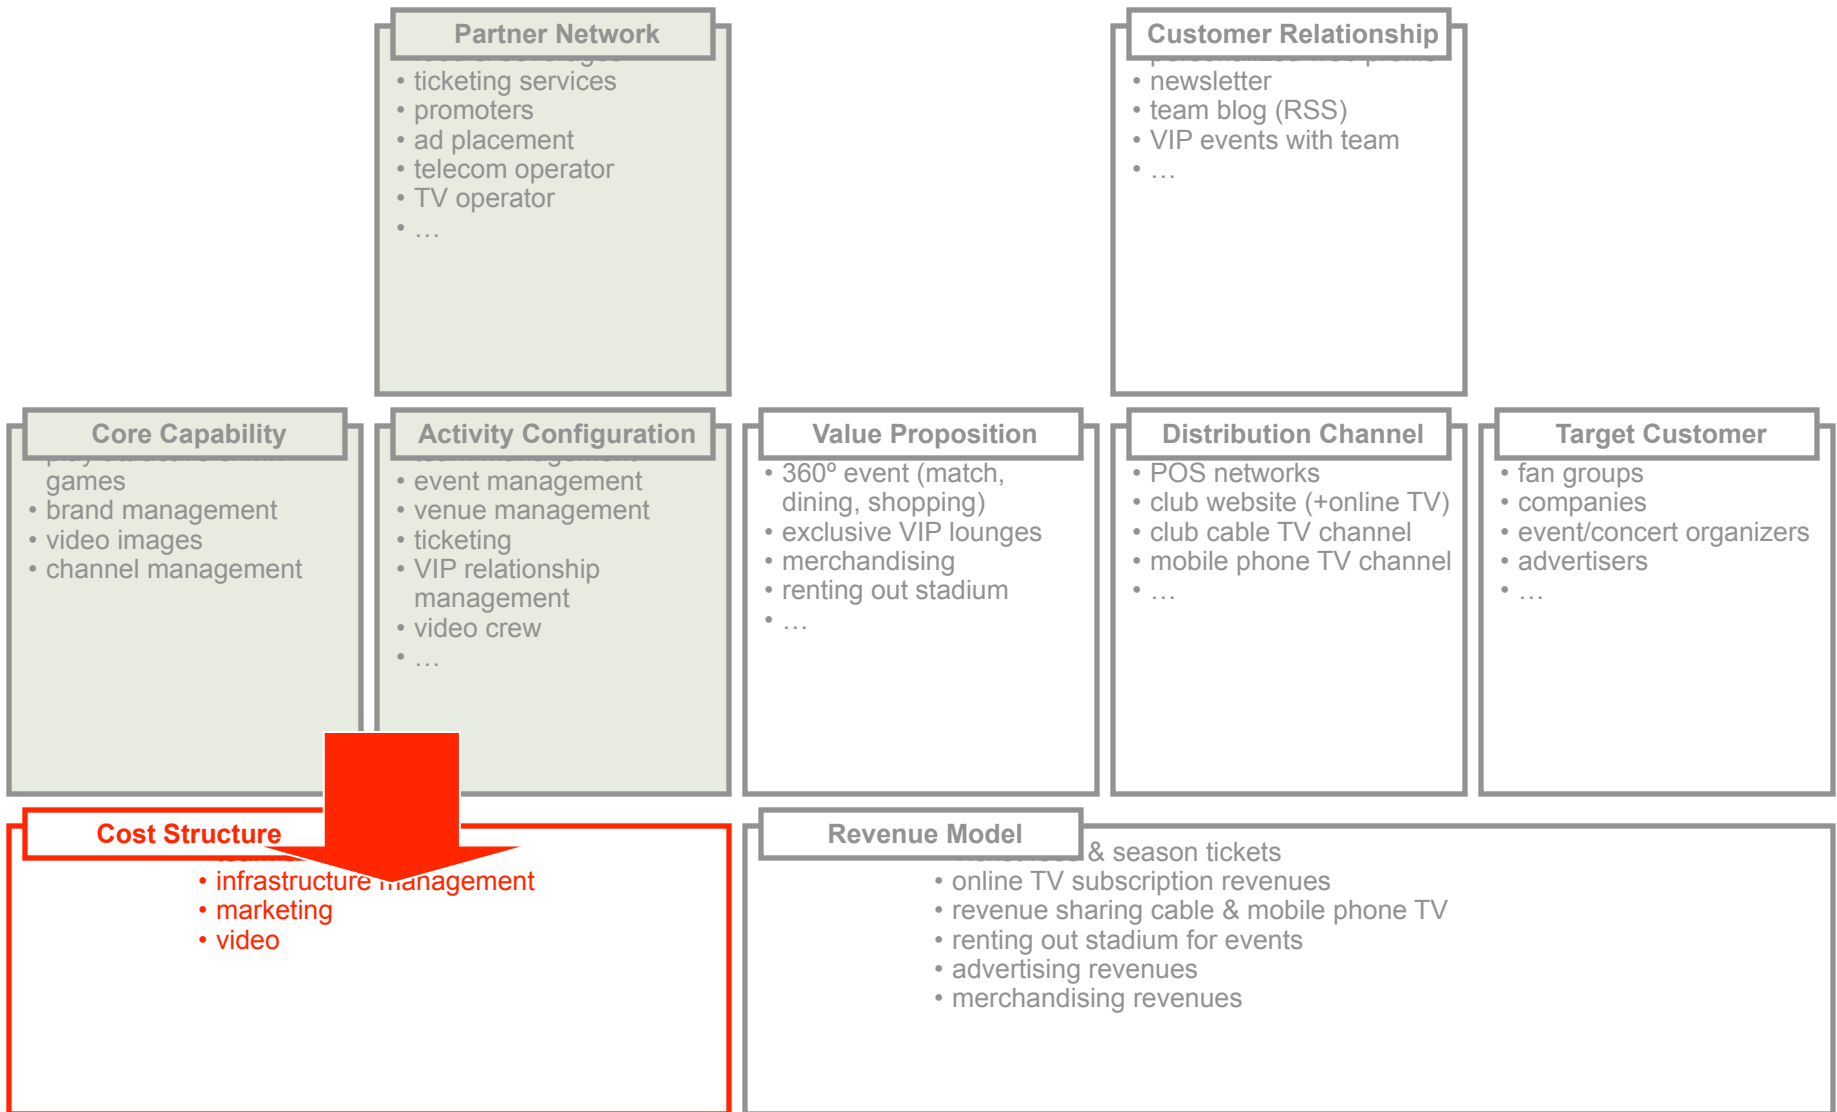 Partner Network
• ticketing services
• promoters
• ad placement
• telecom operator
• TV operator
• …
Customer Relationship
• newsletter
• team blog (RSS)
• VIP events with team
• …
Core Capability
games
• brand management
• video images
• channel management
Activity Configuration
• event management
• venue management
• ticketing
• VIP relationship
management
• video crew
• …
Value Proposition
• 360º event (match,
dining, shopping)
• exclusive VIP lounges
• merchandising
• renting out stadium
• …
Distribution Channel
• POS networks
• club website (+online TV)
• club cable TV channel
• mobile phone TV channel
• …
Target Customer
• fan groups
• companies
• event/concert organizers
• advertisers
• …
Cost Structure
• infrastructure management
• marketing
• video
Revenue Model
& season tickets
• online TV subscription revenues
• revenue sharing cable & mobile phone TV
• renting out stadium for events
• advertising revenues
• merchandising revenues